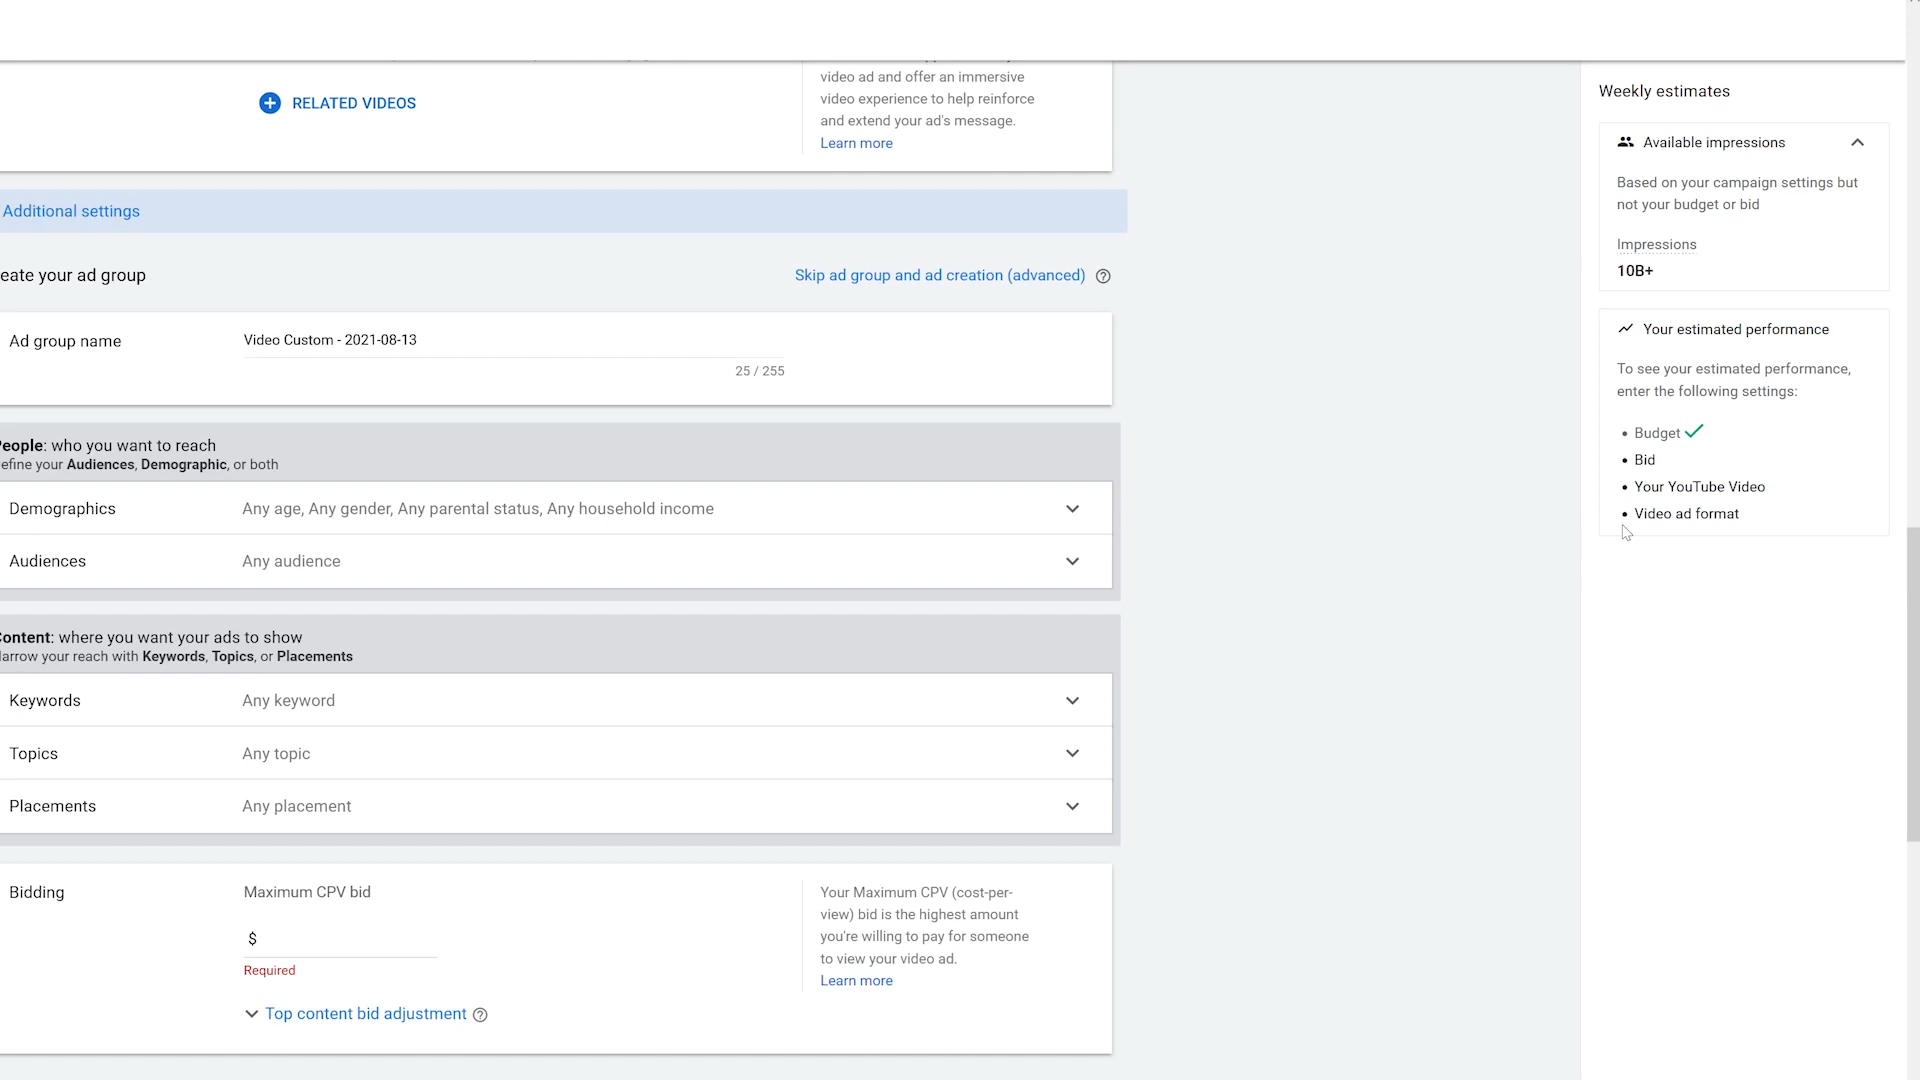 RELATED VIDEOS
video ad and offer an immersive
video experience to help reinforce
and extend your ad's message.
Learn more
Additional settings
eate your ad group
Skip ad group and ad creation (advanced)
Ad group name
Video Custom - 2021-08-13
25 / 255
People: who you want to reach
efine your Audiences, Demographic, or both
Demographics
Any age, Any gender, Any parental status, Any household income
Audiences
Any audience
Content: where you want your ads to show
arrow your reach with Keywords, Topics, or Placements
Keywords
Any keyword
Topics
Any topic
Placements
Any placement
Bidding
Maximum CPV bid
$
Required
Top content bid adjustment
Your Maximum CPV (cost-per-
view) bid is the highest amount
you're willing to pay for someone
to view your video ad.
Learn more
Weekly estimates
Available impressions
Based on your campaign settings but
not your budget or bid
Impressions
10B+
Your estimated performance
To see your estimated performance,
enter the following settings:
• Budget
• Bid
• Your YouTube Video
• Video ad format